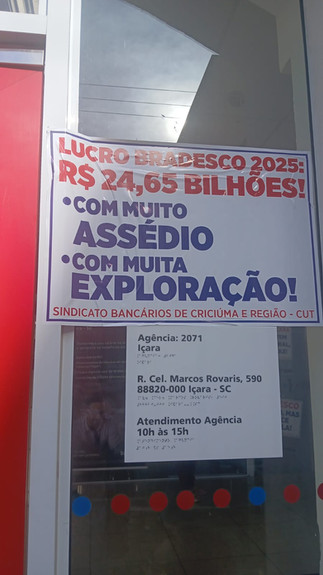 LUCRO BRADESCO 2025:
R$ 24,65 BILHÕES!
•COM MUITO
ASSÉDIO
•COM MUITA
EXPLORAÇÃO!
SINDICATO BANCÁRIOS DE CRICIÚMA E REGIÃO - CUT
Agência: 2071
Içara
R. Cel. Marcos Rovaris, 590
88820-000 Içara - SC
Atendimento Agência
10h às 15h